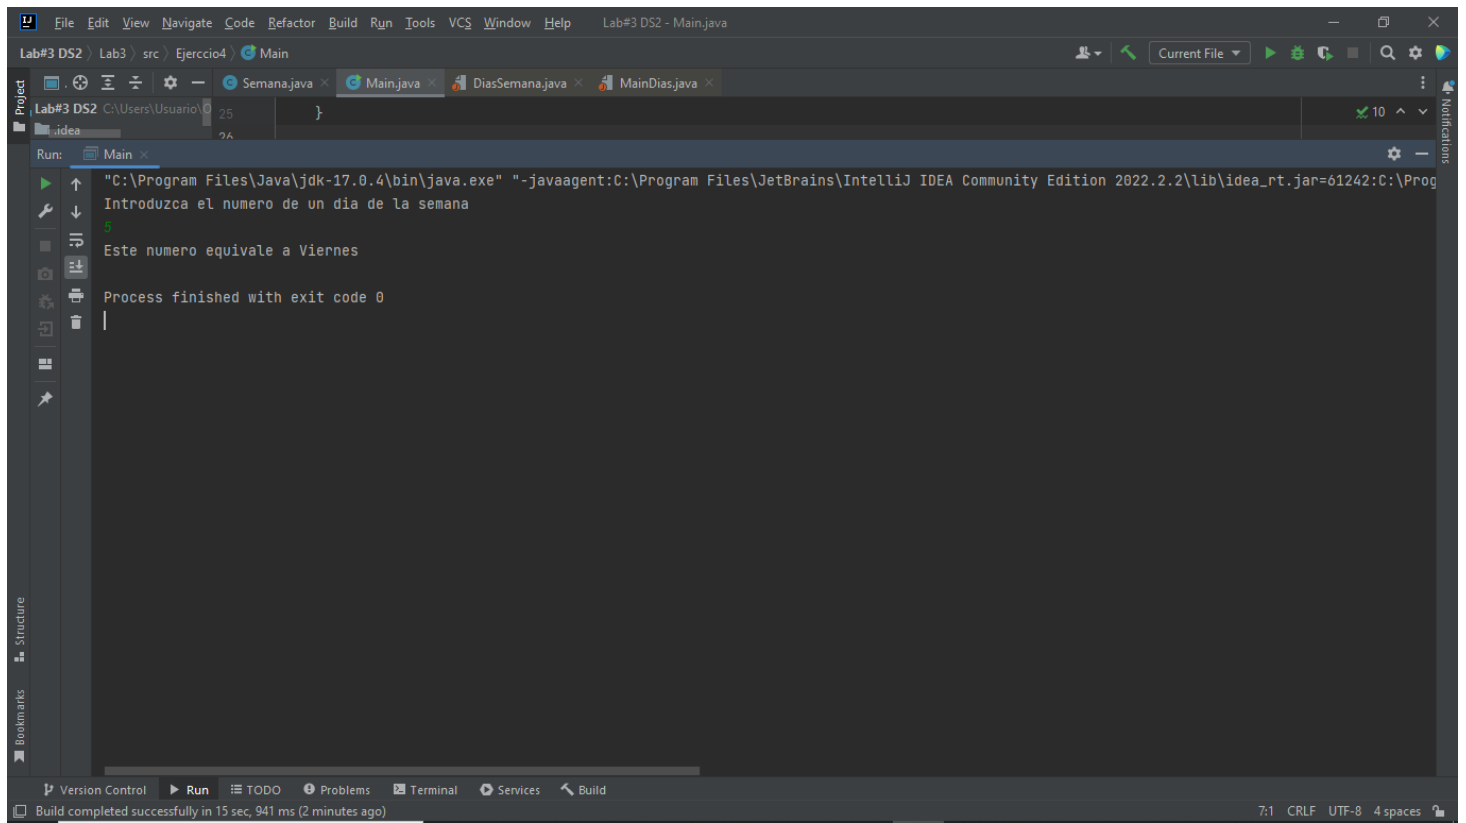 File Edit View Navigate Code Refactor Build Run Tools VCS Window Help Lab#3 DS2 - Main.java
Lab#3 DS2 Lab3 src Ejerccio4 Main Current File
Semana.java Main.java DiasSemana.java MainDias.java
Project
Lab#3 DS2 C:\Users\Usuario\O 25 } 10
.idea 26
Notifications
Run: Main
"C:\Program Files\Java\jdk-17.0.4\bin\java.exe" "-javaagent:C:\Program Files\JetBrains\IntelliJ IDEA Community Edition 2022.2.2\lib\idea_rt.jar=61242:C:\Prog
Introduzca el numero de un dia de la semana
5
Este numero equivale a Viernes
Process finished with exit code 0
Structure
Bookmarks
Version Control Run TODO Problems Terminal Services Build
Build completed successfully in 15 sec, 941 ms (2 minutes ago) 7:1 CRLF UTF-8 4 spaces